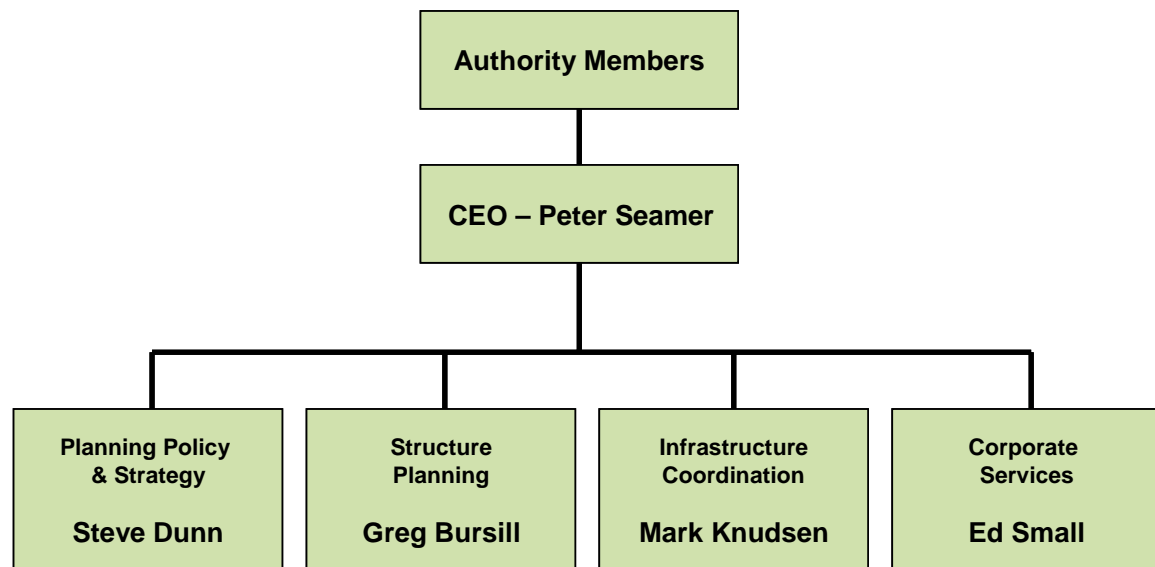 Authority Members
CEO – Peter Seamer
Planning Policy
& Strategy
Steve Dunn
Structure
Planning
Greg Bursill
Infrastructure
Coordination
Mark Knudsen
Corporate
Services
Ed Small